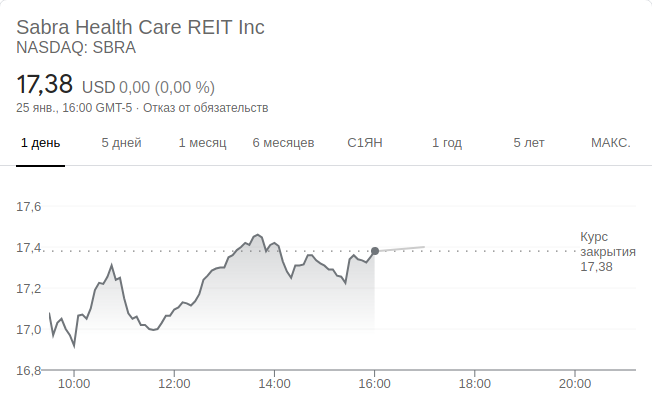 Sabra Health Care REIT Inc
NASDAQ: SBRA
17,38 USD 0,00 (0,00 %)
25 янв., 16:00 GMT-5 · Отказ от обязательств
1 день 5 дней 1 месяц 6 месяцев С1ЯН 1 год 5 лет МАКС.
17,6
17,4
17,2
17,0
16,8
Курс
закрытия
17,38
10:00 12:00 14:00 16:00 18:00 20:00